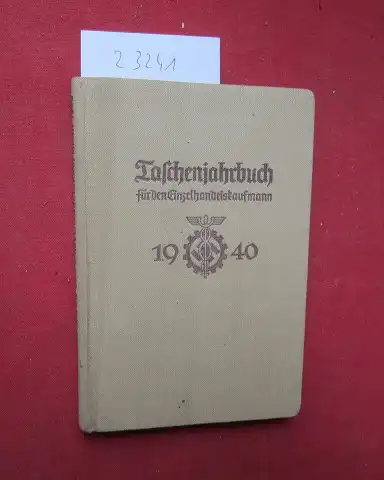 23241
Taschenjahrbuch
für den Einzelhandelskaufmann
19 40